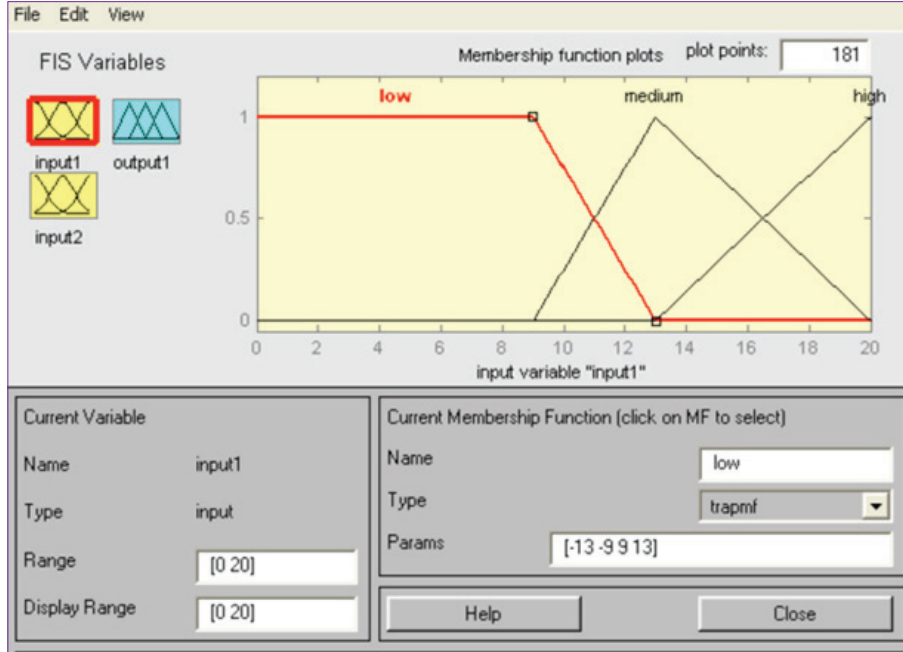 File Edit View
FIS Variables
Membership function plots plot points: 181
input1 output1
input2
low medium high
1
0.5
0
0 2 4 6 8 10 12 14 16 18 20
input variable "input1"
Current Variable
Name input1
Type input
Range [0 20]
Display Range [0 20]
Current Membership Function (click on MF to select)
Name low
Type trapmf
Params [-13 -9 9 13]
Help Close